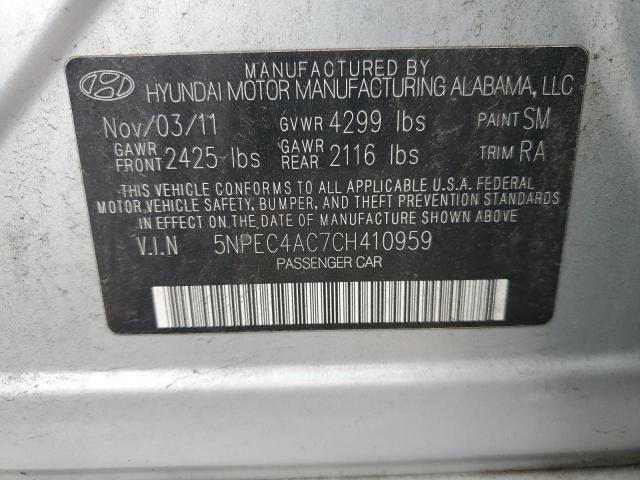 MANUFACTURED BY
HYUNDAI MOTOR MANUFACTURING ALABAMA, LLC
Nov/03/11 GVWR 4299 lbs PAINT SM
GAWR FRONT 2425 lbs GAWR REAR 2116 lbs TRIM RA
THIS VEHICLE CONFORMS TO ALL APPLICABLE U.S.A. FEDERAL
MOTOR VEHICLE SAFETY, BUMPER, AND THEFT PREVENTION STANDARDS
IN EFFECT ON THE DATE OF MANUFACTURE SHOWN ABOVE
V.I.N 5NPEC4AC7CH410959
PASSENGER CAR